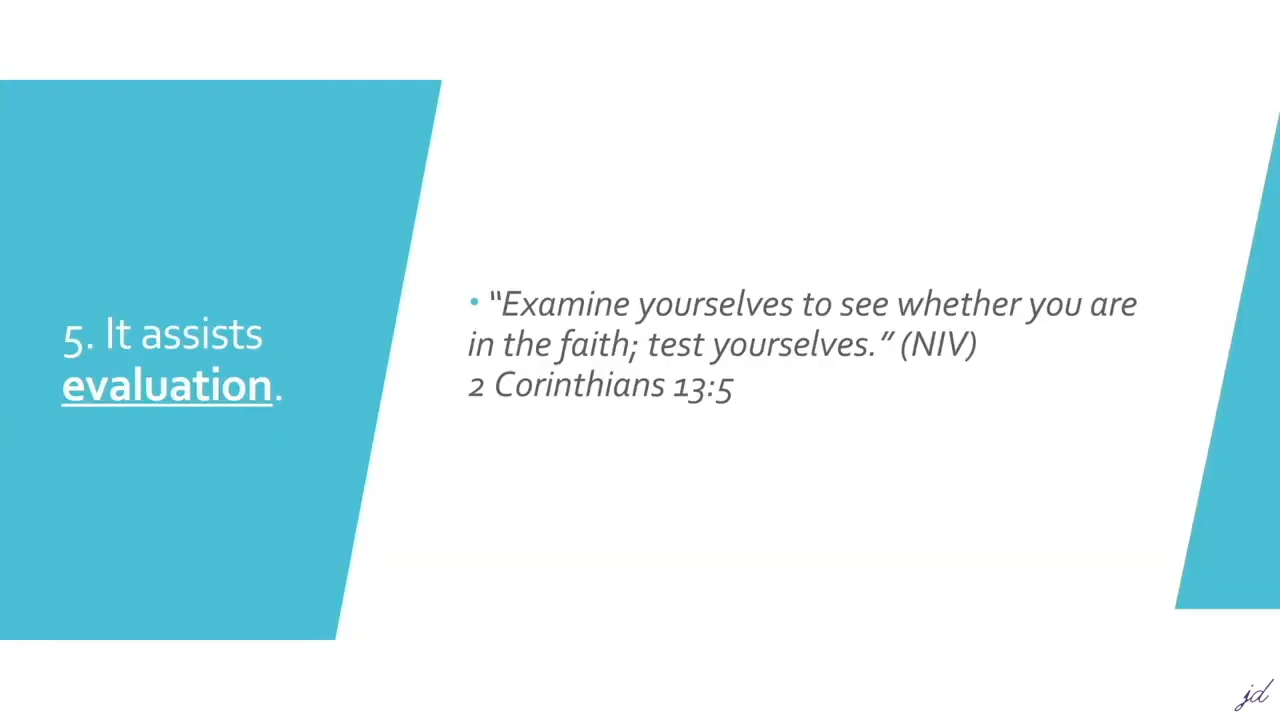 5. It assists
evaluation.
• “Examine yourselves to see whether you are
in the faith; test yourselves.” (NIV)
2 Corinthians 13:5
jd